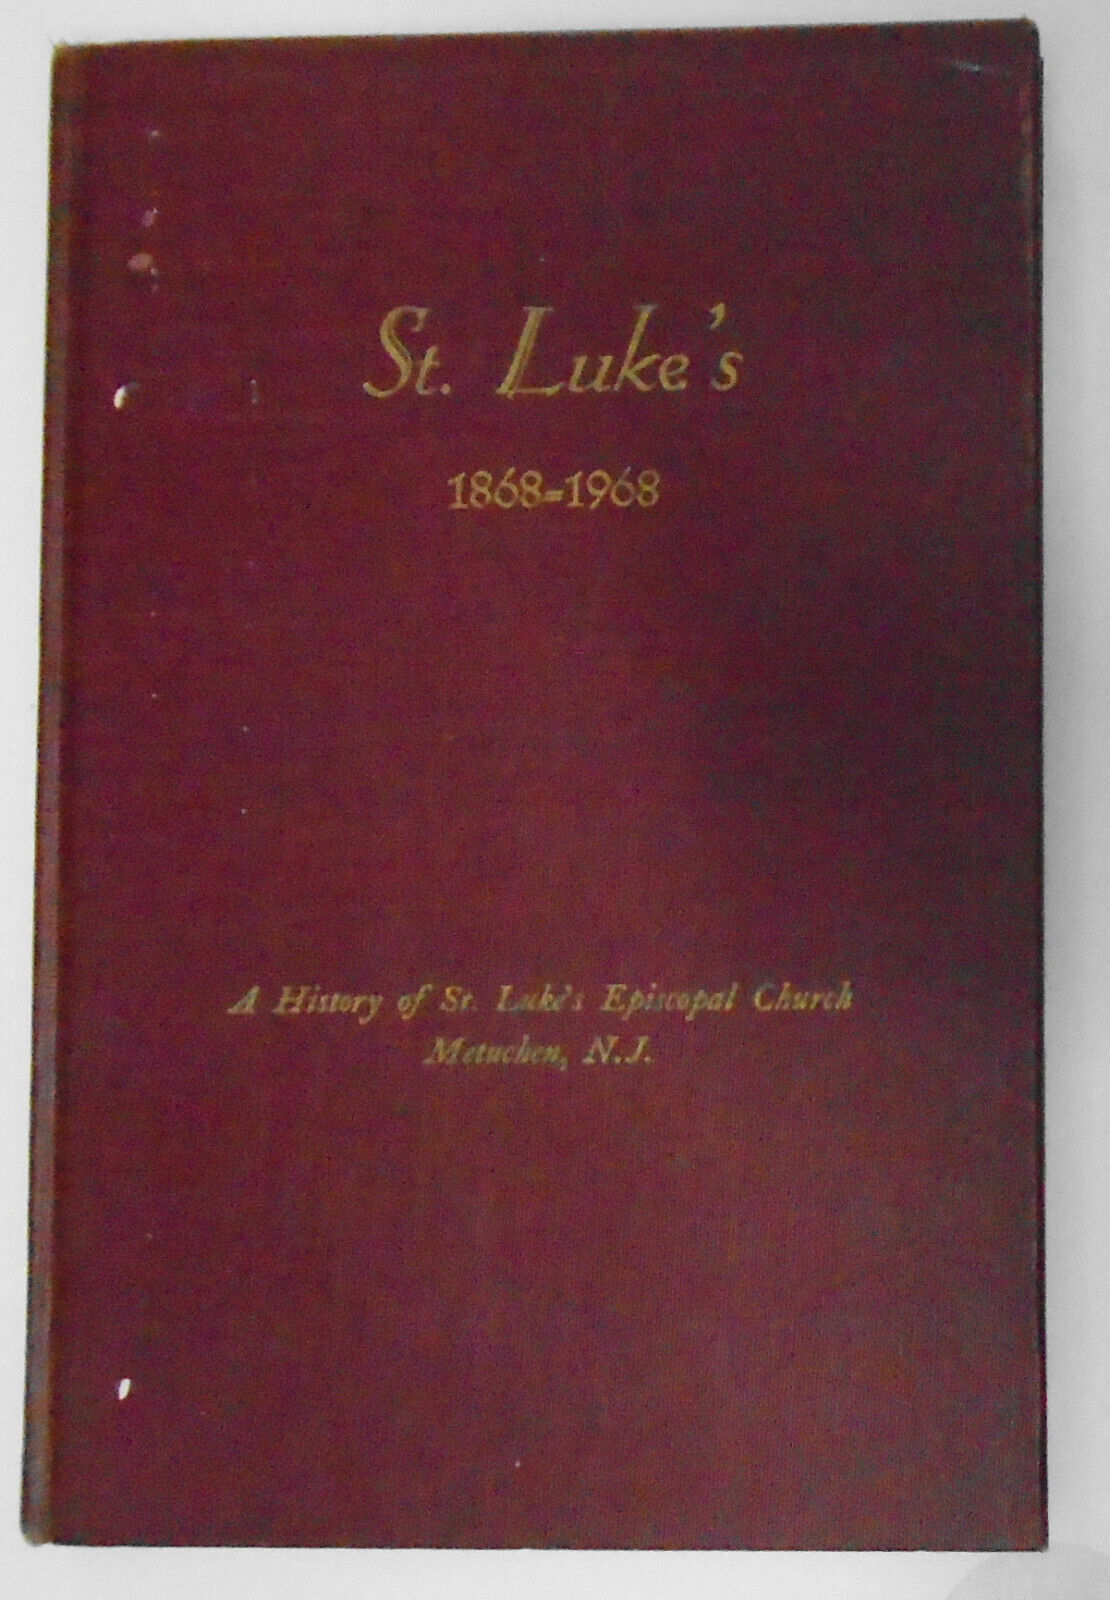 St. Luke's
1868-1968
A History of St. Luke's Episcopal Church
Metuchen, N.J.